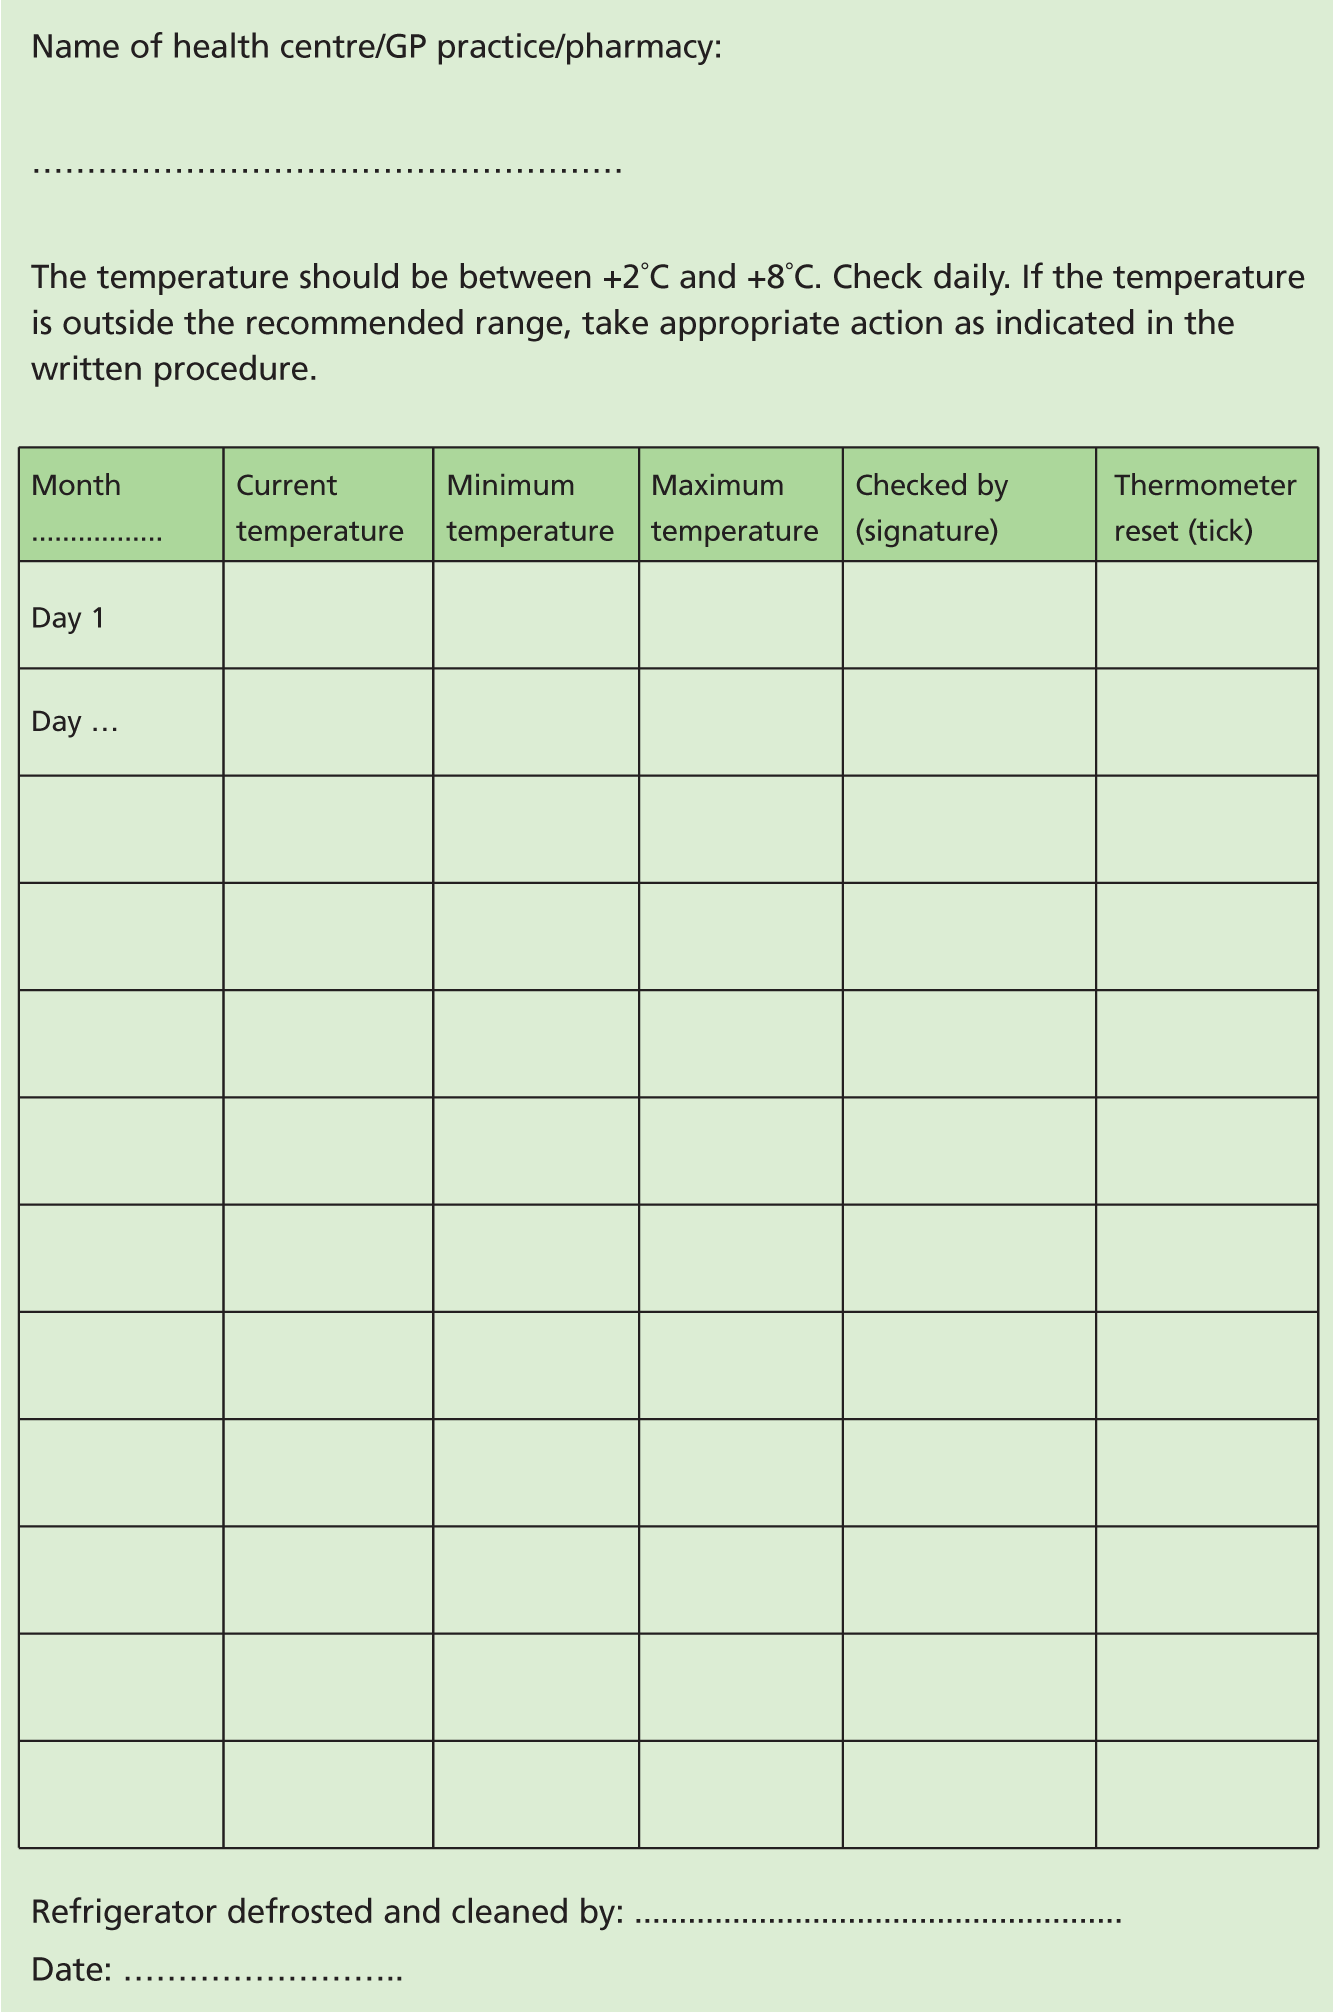 Name of health centre/GP practice/pharmacy:
......................................................
The temperature should be between +2°C and +8°C. Check daily. If the temperature
is outside the recommended range, take appropriate action as indicated in the
written procedure.
Month Current Minimum Maximum Checked by Thermometer
................. temperature temperature temperature (signature) reset (tick)
Day 1
Day …
Refrigerator defrosted and cleaned by: .......................................................
Date: ……………………..